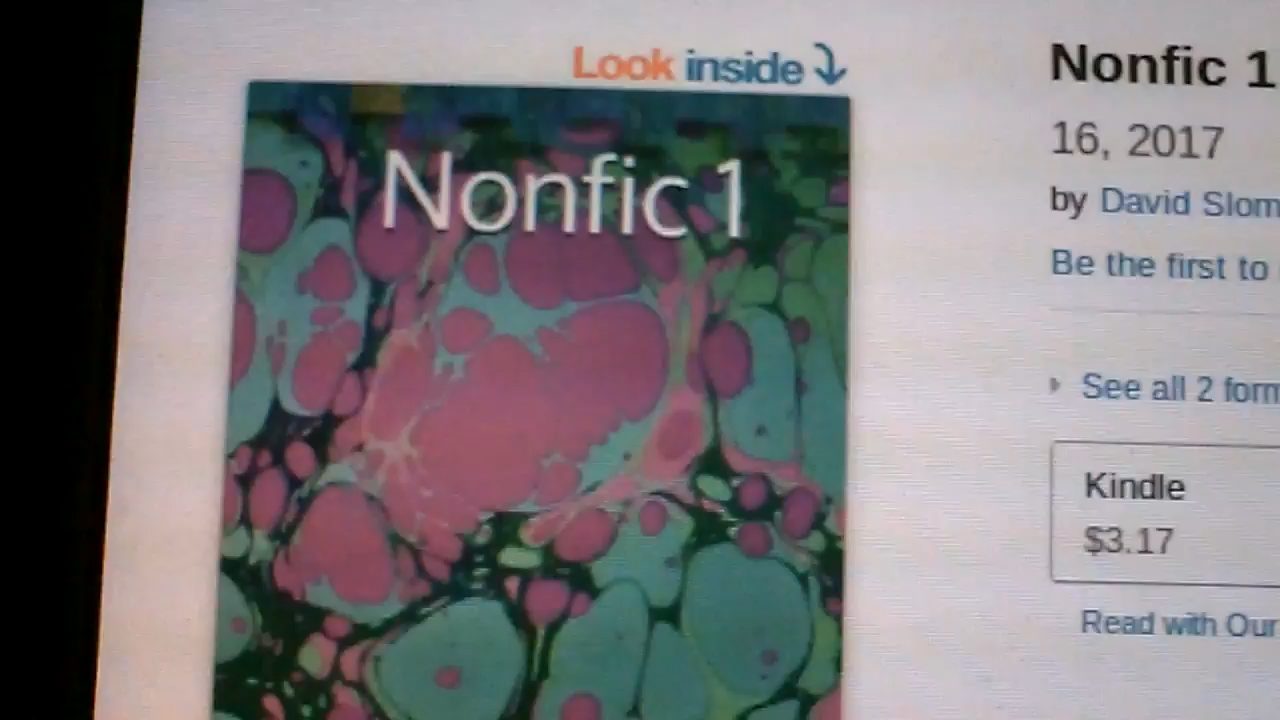 Look inside
Nonfic 1
Nonfic 1
16, 2017
by David Slom
Be the first to
See all 2 form
Kindle
$3.17
Read with Our